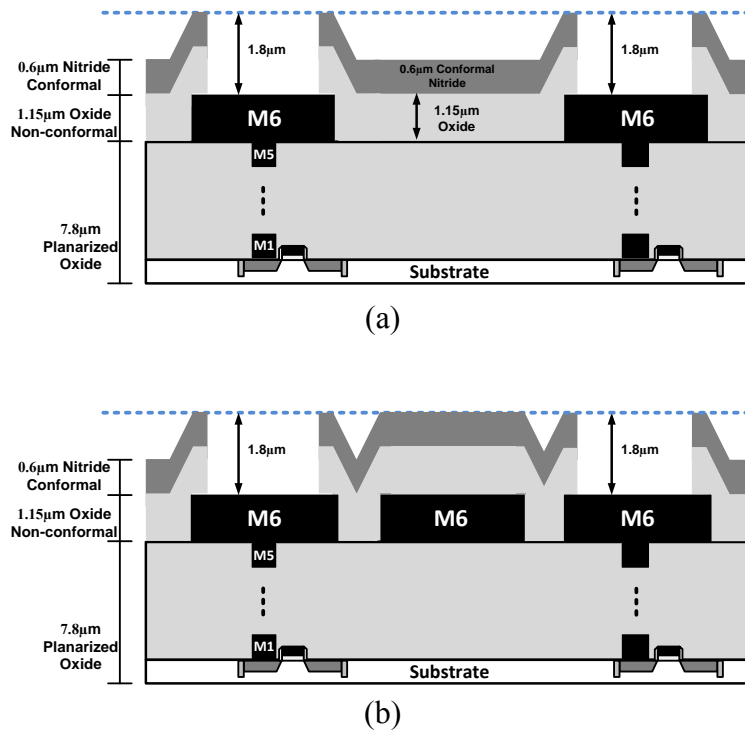 1.8µm
1.8µm
0.6µm Nitride
Conformal
0.6µm Conformal
Nitride
1.15µm Oxide
Non-conformal
M6
1.15µm
Oxide
M6
M5
7.8µm
Planarized
Oxide
M1
Substrate
(a)
1.8µm
1.8µm
0.6µm Nitride
Conformal
1.15µm Oxide
Non-conformal
M6
M6
M6
M5
7.8µm
Planarized
Oxide
M1
Substrate
(b)